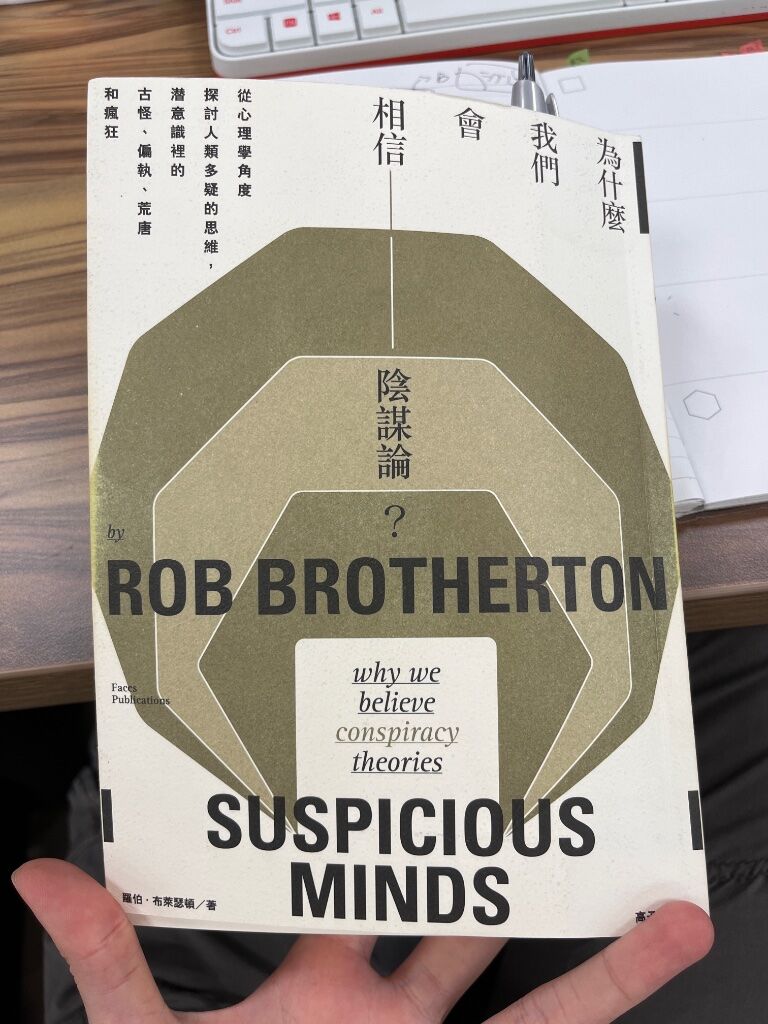 Ctrl
Alt
為什麼
我們
會
相信
陰謀論
？
從心理學角度
探討人類多疑的思維，
潛意識裡的
古怪、偏執、荒唐
和瘋狂
by
ROB BROTHERTON
Faces
Publications
why we
believe
conspiracy
theories
SUSPICIOUS
MINDS
羅伯·布萊瑟頓／著